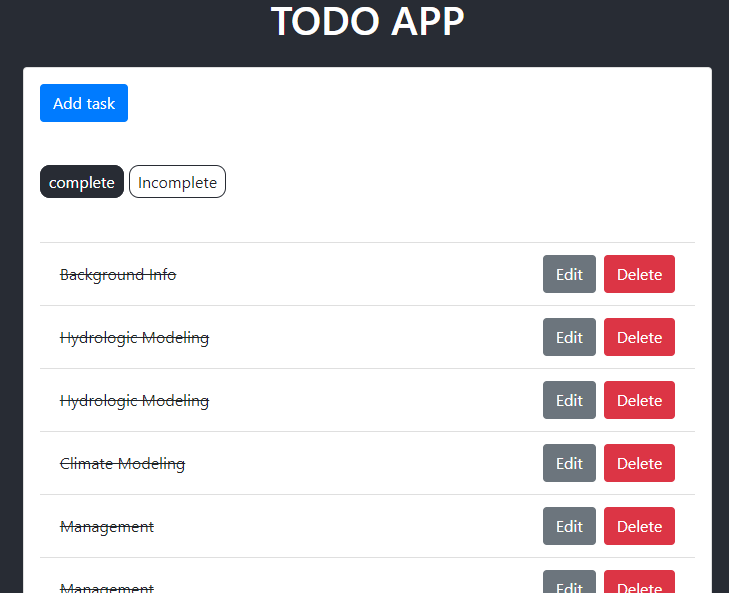 TODO APP
Add task
complete Incomplete
Background Info Edit Delete
Hydrologic Modeling Edit Delete
Hydrologic Modeling Edit Delete
Climate Modeling Edit Delete
Management Edit Delete
Management Edit Delete